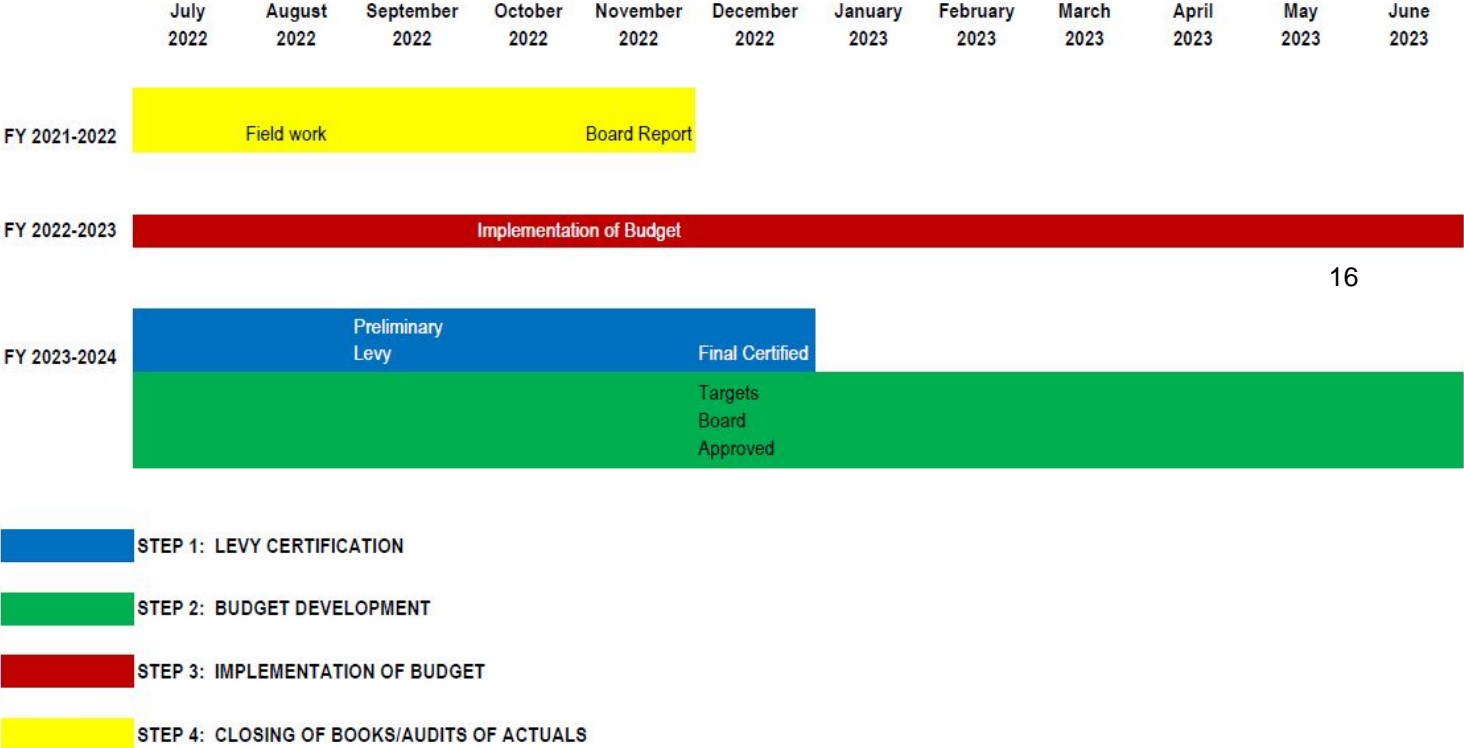 July August September October November December January February March April May June
2022 2022 2022 2022 2022 2022 2023 2023 2023 2023 2023 2023
FY 2021-2022 Field work Board Report
FY 2022-2023 Implementation of Budget
16
Preliminary
FY 2023-2024 Levy Final Certified
Targets
Board
Approved
STEP 1: LEVY CERTIFICATION
STEP 2: BUDGET DEVELOPMENT
STEP 3: IMPLEMENTATION OF BUDGET
STEP 4: CLOSING OF BOOKS/AUDITS OF ACTUALS